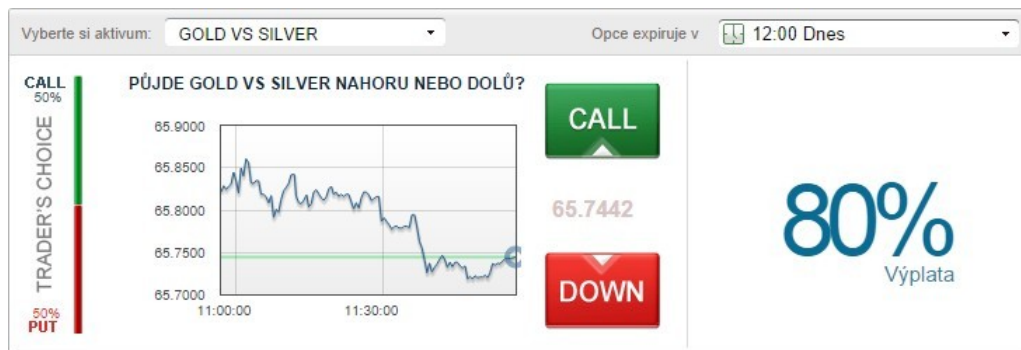 Vyberte si aktivum: GOLD VS SILVER Opce expiruje v 12:00 Dnes
CALL
50%
TRADER'S CHOICE
50%
PUT
PŮJDE GOLD VS SILVER NAHORU NEBO DOLŮ?
65.9000
65.8500
65.8000
65.7500
65.7000
11:00:00 11:30:00
CALL
65.7442
DOWN
80%
Výplata